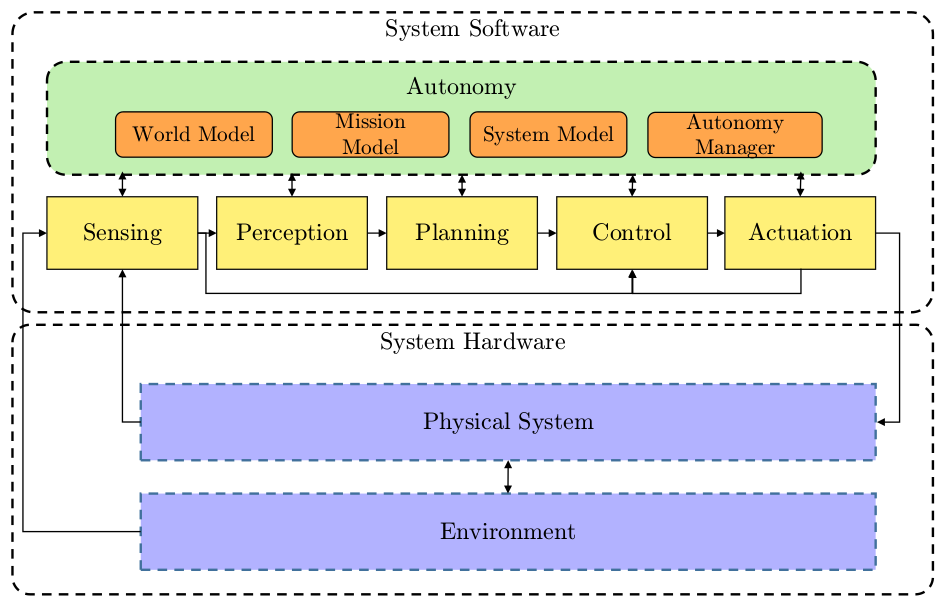 System Software
Autonomy
World Model
Mission
Model
System Model
Autonomy
Manager
Sensing
Perception
Planning
Control
Actuation
System Hardware
Physical System
Environment